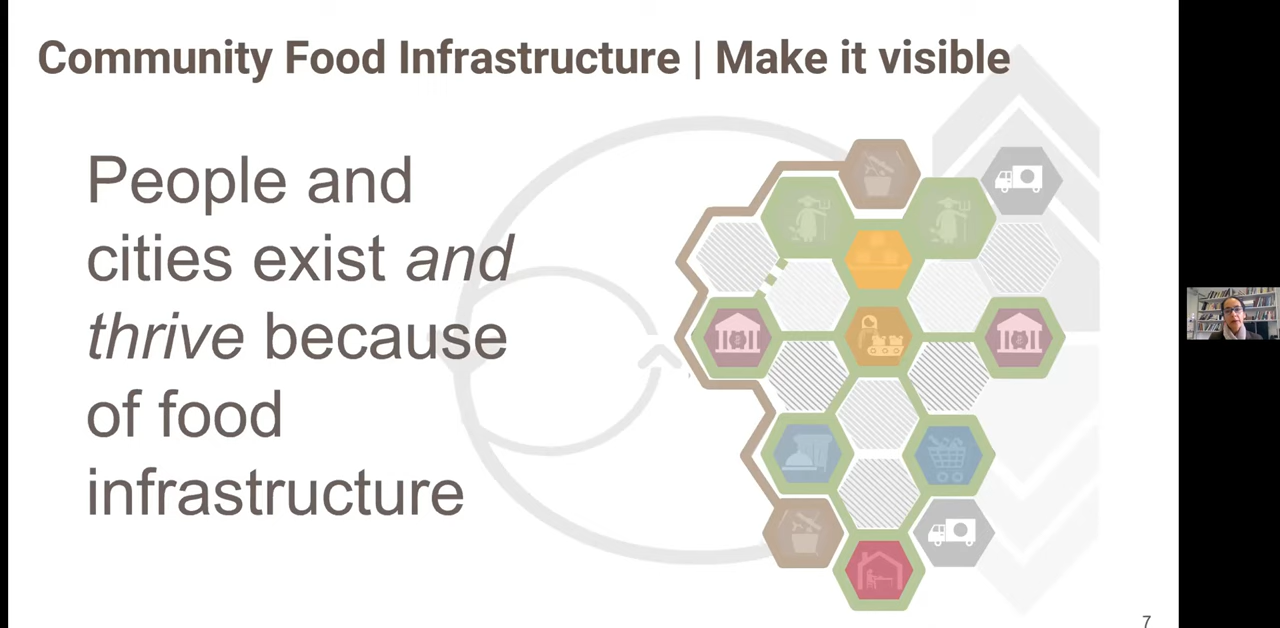 Community Food Infrastructure | Make it visible
People and
cities exist and
thrive because
of food
infrastructure
7